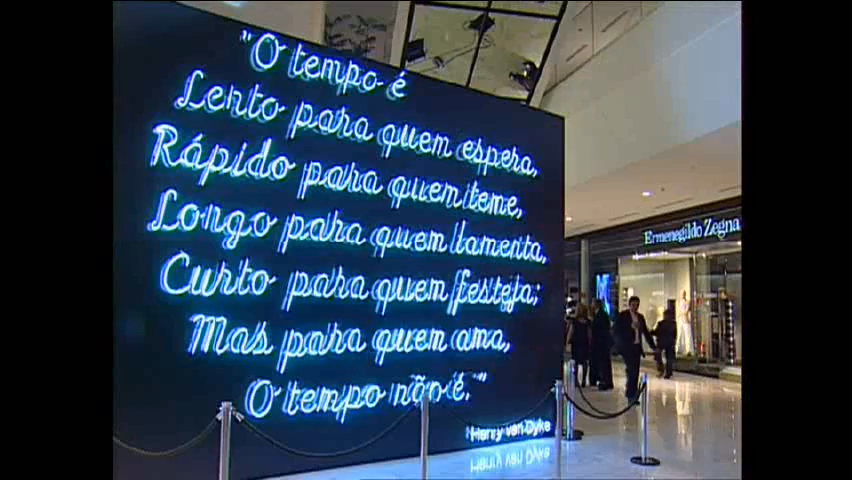 "O tempo é
Lento para quem espera,
Rápido para quem teme,
Longo para quem lamenta,
Curto para quem festeja;
Mas para quem ama,
O tempo não é."
Henry van Dyke
Ermenegildo Zegna